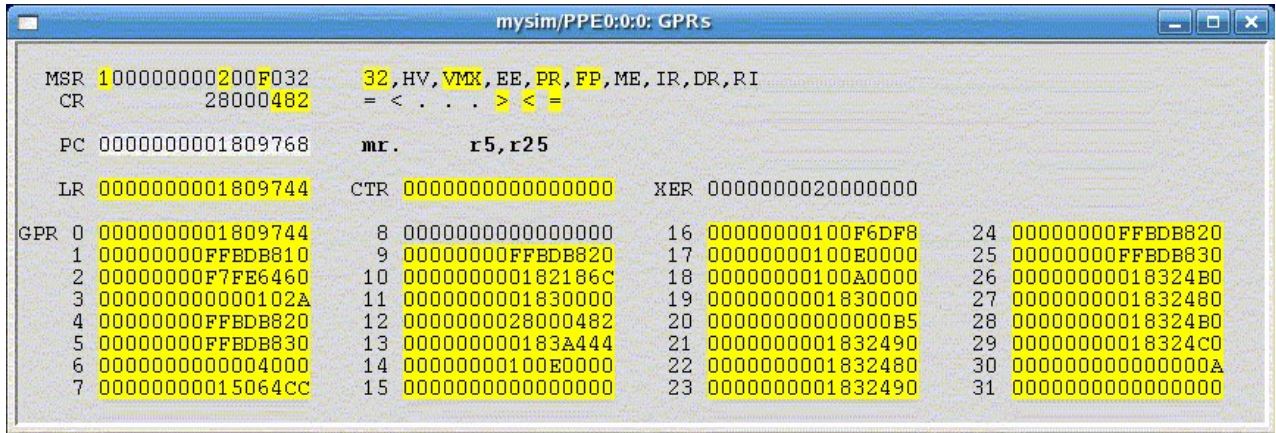 mysim/PPE0:0:0: GPRs
MSR 100000000200F032 32,HV,VMX,EE,PR,FP,ME,IR,DR,RI
CR 28000482 = < . . . > < =
PC 0000000001809768 mr. r5,r25
LR 0000000001809744 CTR 0000000000000000 XER 0000000020000000
GPR 0 0000000001809744 8 0000000000000000 16 00000000100F6DF8 24 00000000FFBDB820
1 00000000FFBDB810 9 00000000FFBDB820 17 00000000100E0000 25 00000000FFBDB830
2 00000000F7FE6460 10 000000000182186C 18 00000000100A0000 26 00000000018324B0
3 000000000000102A 11 0000000001830000 19 0000000001830000 27 0000000001832480
4 00000000FFBDB820 12 0000000028000482 20 00000000000000B5 28 00000000018324B0
5 00000000FFBDB830 13 000000000183A444 21 0000000001832490 29 00000000018324C0
6 0000000000004000 14 00000000100E0000 22 0000000001832480 30 000000000000000A
7 00000000015064CC 15 0000000000000000 23 0000000001832490 31 0000000000000000